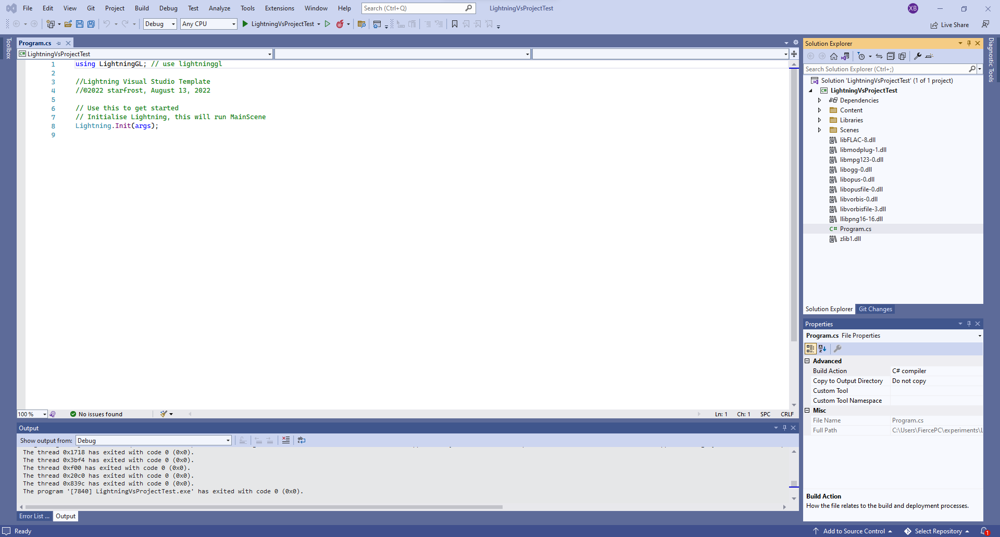 File Edit View Git Project Build Debug Test Analyze Tools Extensions Window Help Search (Ctrl+Q) LightningVsProjectTest XB
Debug Any CPU LightningVsProjectTest Live Share
Toolbox
Program.cs
LightningVsProjectTest
1 using LightningGL; // use lightninggl
2
3 //Lightning Visual Studio Template
4 //©2022 starfrost, August 13, 2022
5
6 // Use this to get started
7 // Initialise Lightning, this will run MainScene
8 Lightning.Init(args);
9
100 % No issues found Ln: 1 Ch: 1 SPC CRLF
Output
Show output from: Debug
The thread 0x1718 has exited with code 0 (0x0).
The thread 0x3bf4 has exited with code 0 (0x0).
The thread 0xf00 has exited with code 0 (0x0).
The thread 0x20c0 has exited with code 0 (0x0).
The thread 0x839c has exited with code 0 (0x0).
The program '[7840] LightningVsProjectTest.exe' has exited with code 0 (0x0).
Error List ... Output
Solution Explorer
Search Solution Explorer (Ctrl+;)
Solution 'LightningVsProjectTest' (1 of 1 project)
C# LightningVsProjectTest
Dependencies
Content
Libraries
Scenes
libFLAC-8.dll
libmodplug-1.dll
libmpg123-0.dll
libogg-0.dll
libopus-0.dll
libopusfile-0.dll
libvorbis-0.dll
libvorbisfile-3.dll
llibpng16-16.dll
C# Program.cs
zlib1.dll
Solution Explorer Git Changes
Properties
Program.cs File Properties
Advanced
Build Action C# compiler
Copy to Output Directory Do not copy
Custom Tool
Custom Tool Namespace
Misc
File Name Program.cs
Full Path C:\Users\FiercePC\experiments\L
Build Action
How the file relates to the build and deployment processes.
Diagnostic Tools
Ready Add to Source Control Select Repository 1